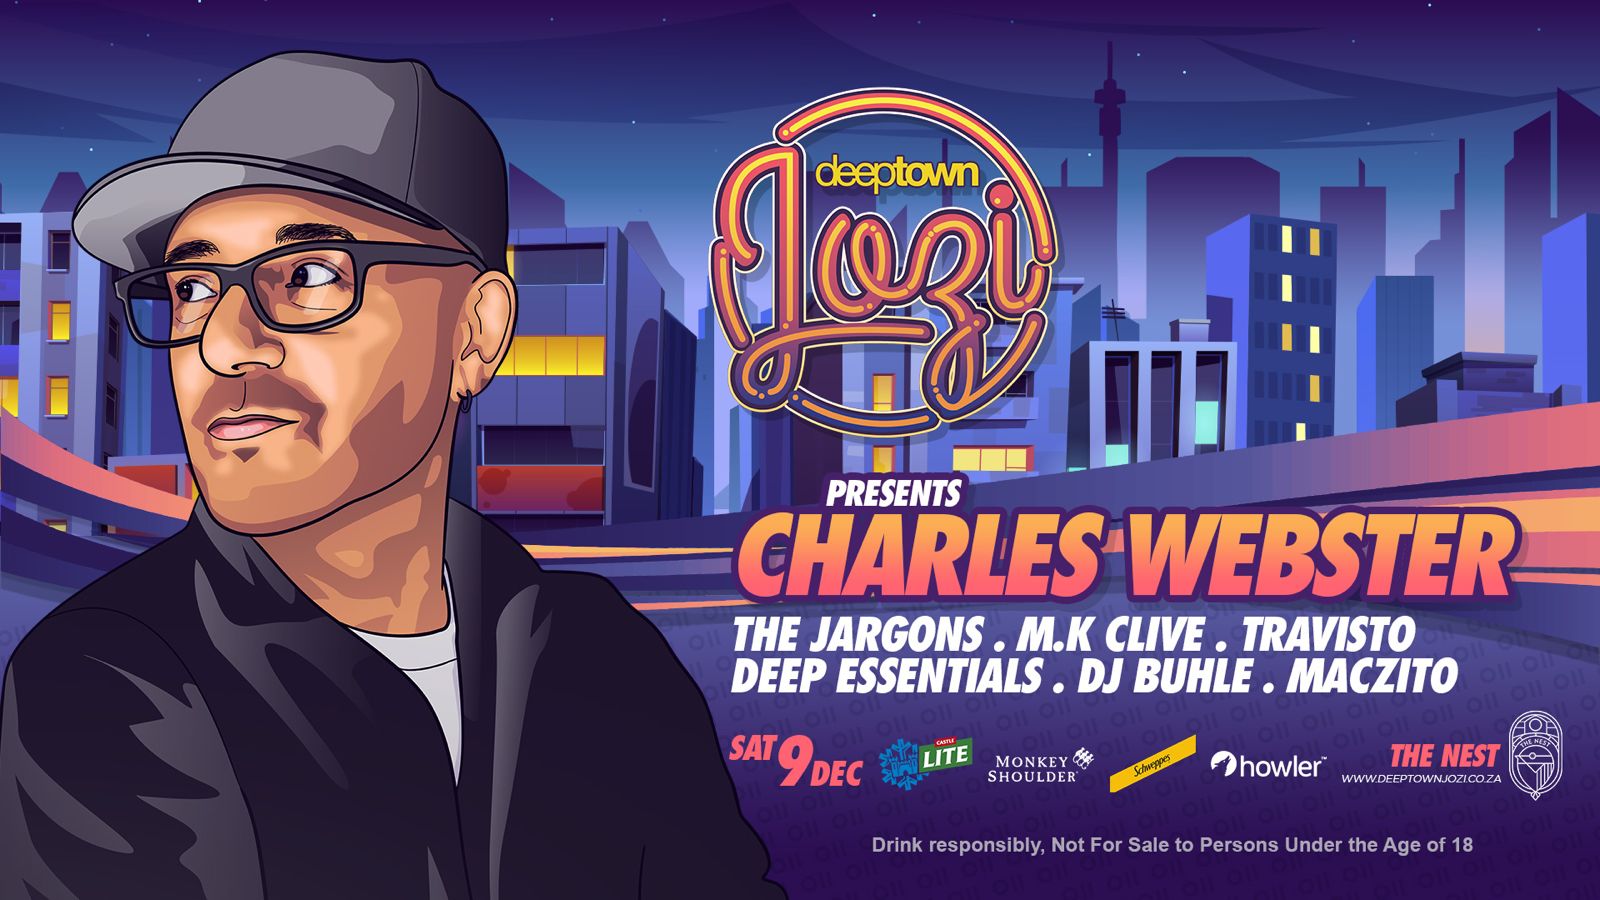 deeptown
Jozi
PRESENTS
CHARLES WEBSTER
THE JARGONS . M.K CLIVE . TRAVISTO
DEEP ESSENTIALS . DJ BUHLE . MACZITO
SAT 9 DEC
CASTLE
LITE
MONKEY
SHOULDER
Schweppes
howler™
THE NEST
WWW.DEEPTOWNJOZI.CO.ZA
THE NEST
Drink responsibly, Not For Sale to Persons Under the Age of 18